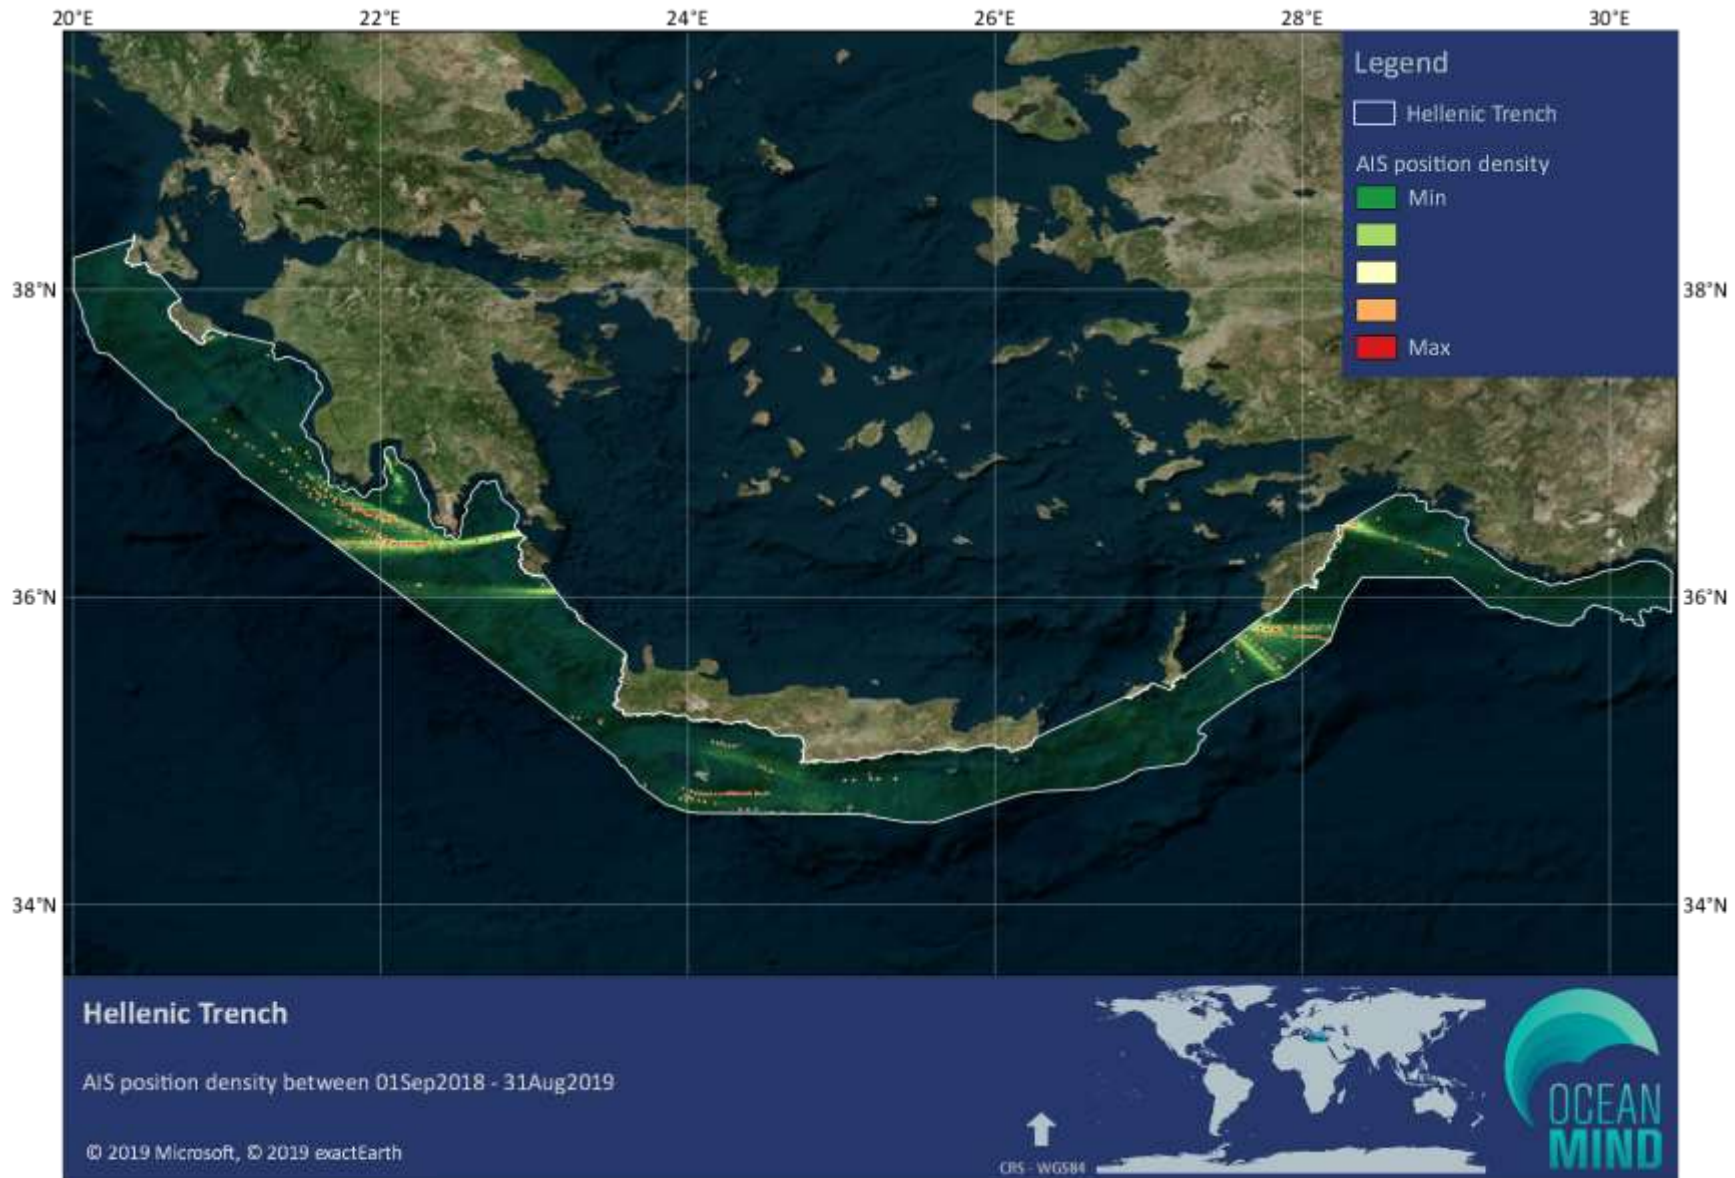 20°E 22°E 24°E 26°E 28°E 30°E
Legend
Hellenic Trench
AIS position density
Min
Max
38°N 38°N
36°N 36°N
34°N 34°N
Hellenic Trench
AIS position density between 01Sep2018 - 31Aug2019
© 2019 Microsoft, © 2019 exactEarth
CRS - WGS84
OCEAN
MIND